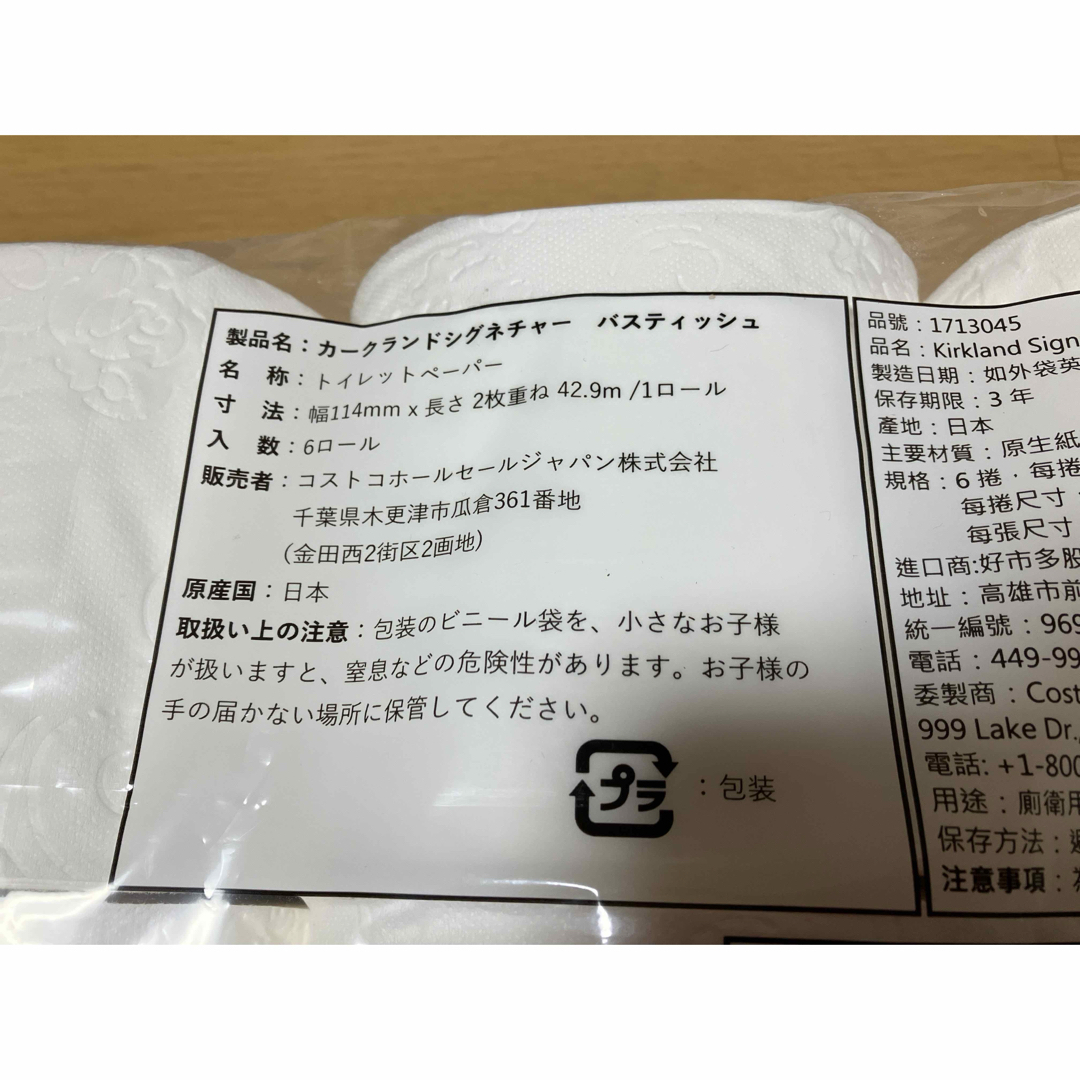 製品名：カークランドシグネチャー　バスティッシュ
名　称：トイレットペーパー
寸　法：幅114mm x 長さ 2枚重ね 42.9m /1ロール
入　数：6ロール
販売者：コストコホールセールジャパン株式会社
千葉県木更津市瓜倉361番地
（金田西2街区2画地）
原産国：日本
取扱い上の注意：包装のビニール袋を、小さなお子様
が扱いますと、窒息などの危険性があります。お子様の
手の届かない場所に保管してください。
プラ：包装
品號：1713045
品名：Kirkland Sign
製造日期：如外袋英
保存期限：3 年
產地：日本
主要材質：原生紙
規格：6 捲．每捲
每捲尺寸
每張尺寸
進口商:好市多股
地址：高雄市前
統一編號：969
電話：449-99
委製商：Cost
999 Lake Dr.,
電話: +1-800
用途：廁衛用
保存方法：
注意事項：